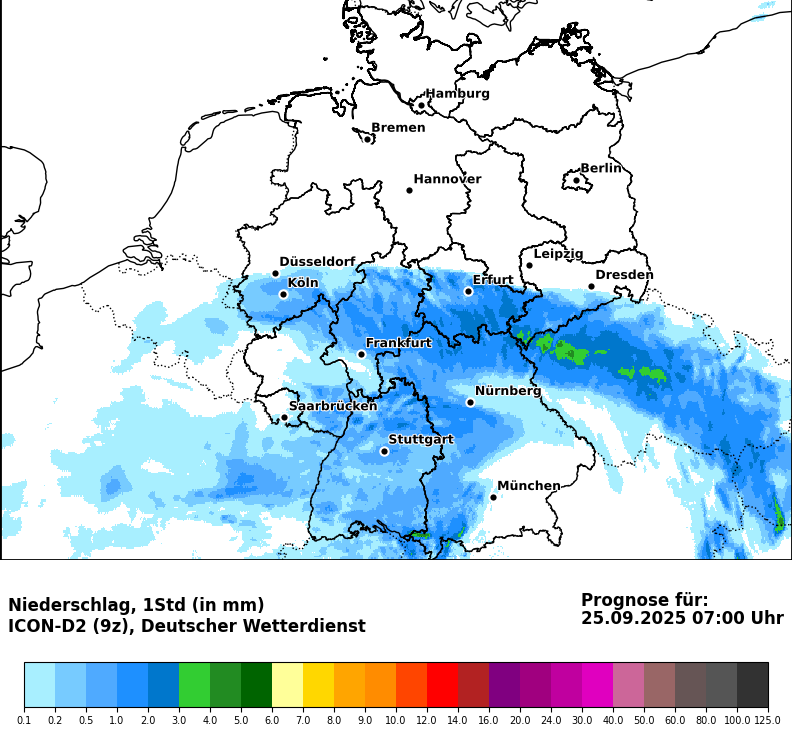 Hamburg
Bremen
Berlin
Hannover
Leipzig
Düsseldorf
Dresden
Köln
Erfurt
Frankfurt
Nürnberg
Saarbrücken
Stuttgart
München
Niederschlag, 1Std (in mm)
ICON-D2 (9z), Deutscher Wetterdienst
Prognose für:
25.09.2025 07:00 Uhr
0.1 0.2 0.5 1.0 2.0 3.0 4.0 5.0 6.0 7.0 8.0 9.0 10.0 12.0 14.0 16.0 20.0 24.0 30.0 40.0 50.0 60.0 80.0 100.0 125.0